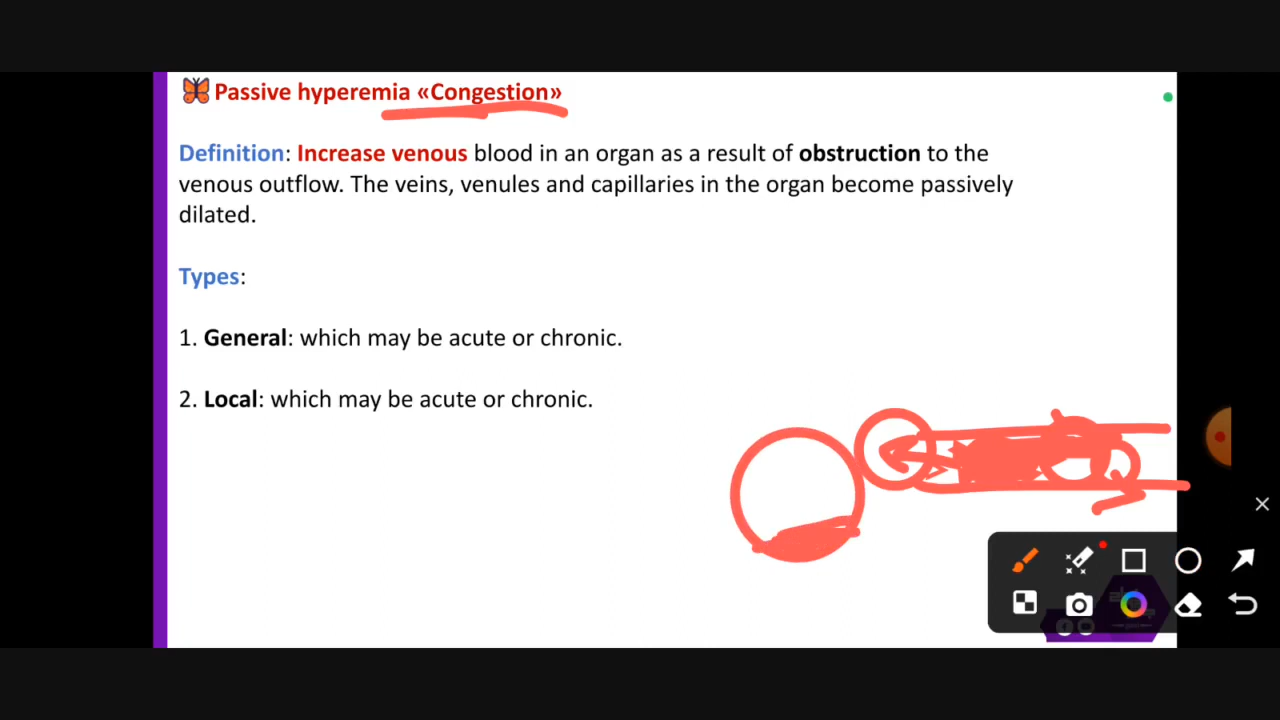 Passive hyperemia «Congestion»
Definition: Increase venous blood in an organ as a result of obstruction to the
venous outflow. The veins, venules and capillaries in the organ become passively
dilated.
Types:
1. General: which may be acute or chronic.
2. Local: which may be acute or chronic.